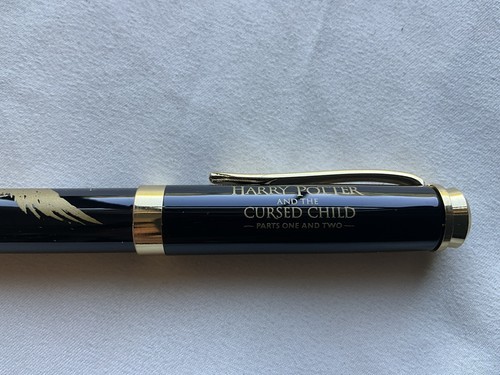 HARRY POTTER
AND THE
CURSED CHILD
— PARTS ONE AND TWO —